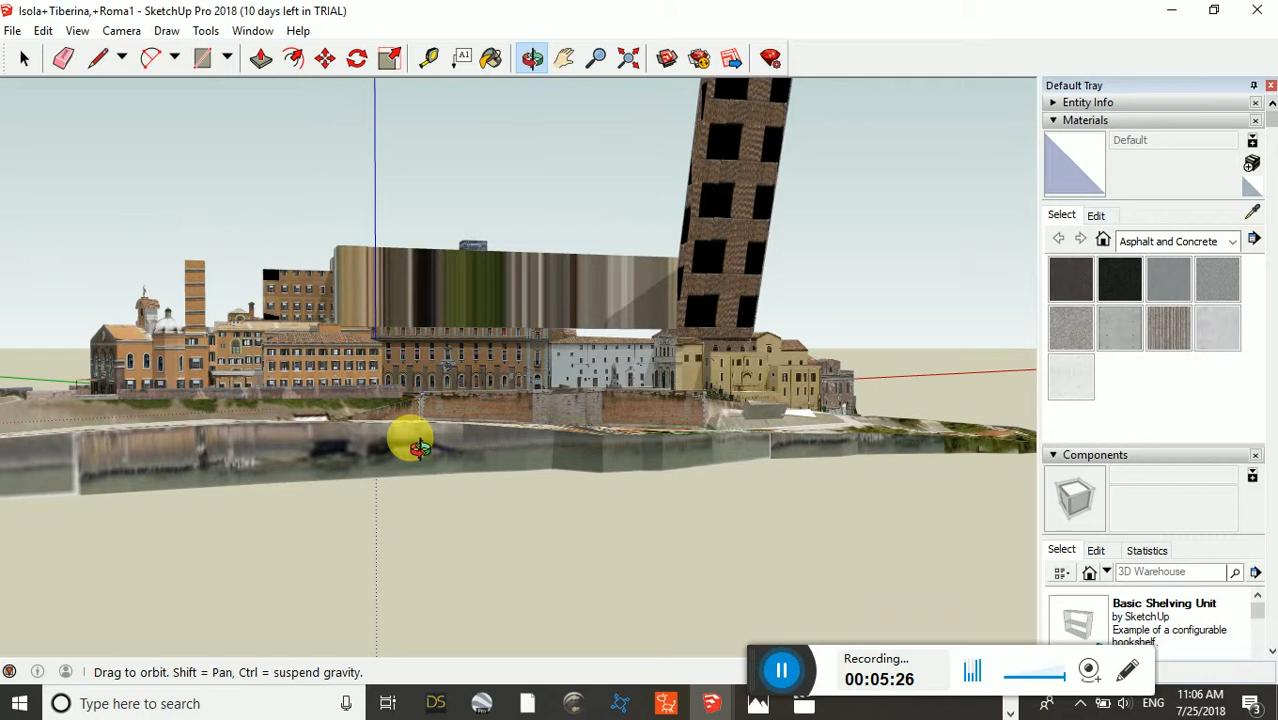 Isola+Tiberina,+Roma1 - SketchUp Pro 2018 (10 days left in TRIAL)
File Edit View Camera Draw Tools Window Help
A1
Default Tray
Entity Info
Materials
Default
Select Edit
Asphalt and Concrete
Components
Select Edit Statistics
3D Warehouse
Basic Shelving Unit
by SketchUp
Example of a configurable
bookshelf.
Drag to orbit. Shift = Pan, Ctrl = suspend gravity.
Recording...
00:05:26
Type here to search
DS
ENG
11:06 AM
7/25/2018
3